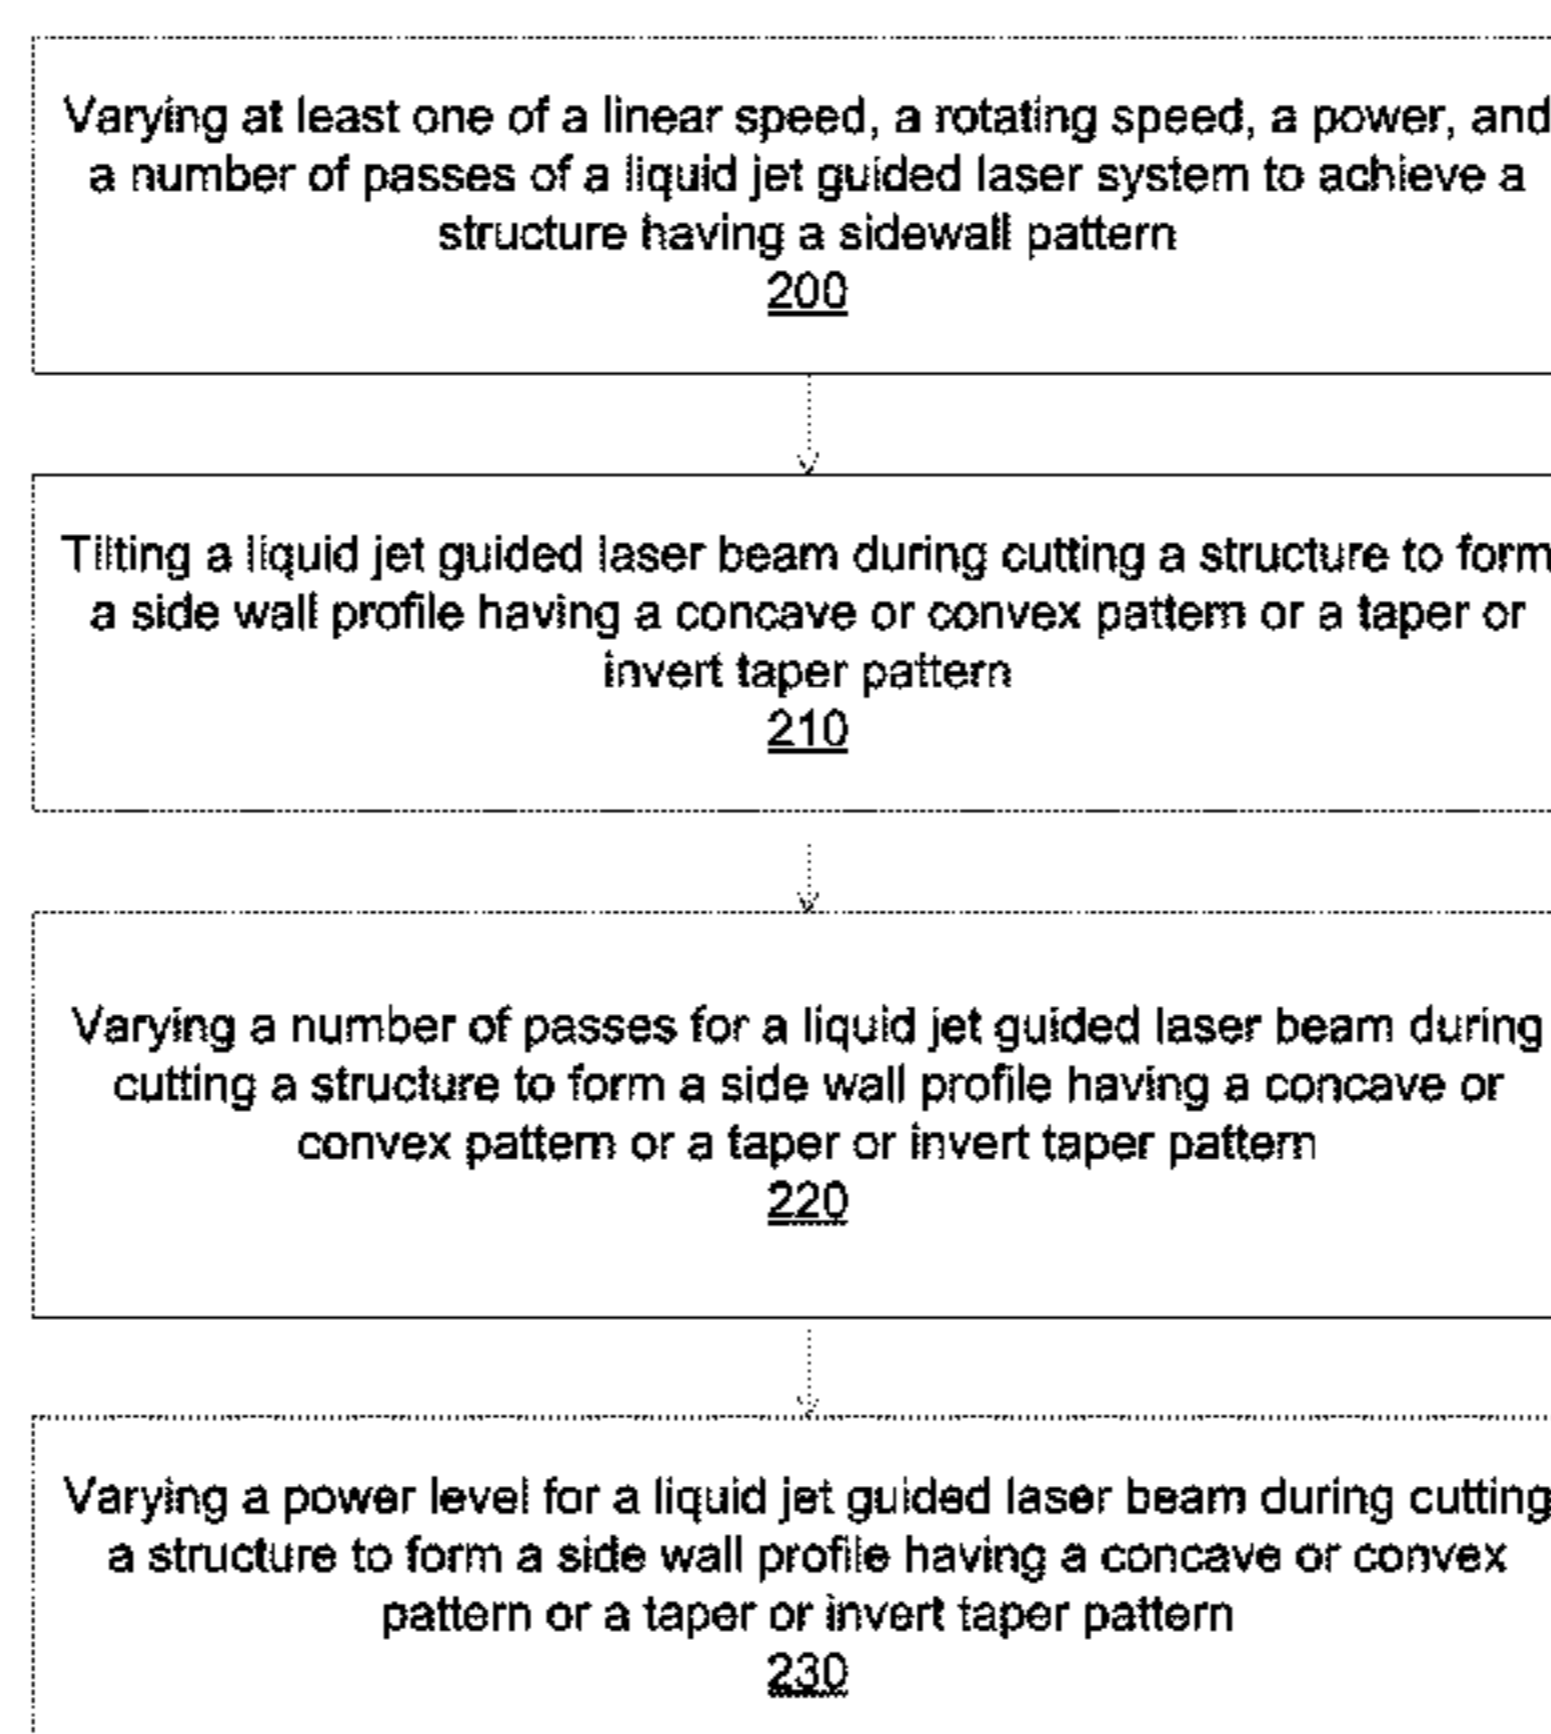 Varying at least one of a linear speed, a rotating speed, a power, and
a number of passes of a liquid jet guided laser system to achieve a
structure having a sidewall pattern
200
Tilting a liquid jet guided laser beam during cutting a structure to form
a side wall profile having a concave or convex pattern or a taper or
invert taper pattern
210
Varying a number of passes for a liquid jet guided laser beam during
cutting a structure to form a side wall profile having a concave or
convex pattern or a taper or invert taper pattern
220
Varying a power level for a liquid jet guided laser beam during cutting
a structure to form a side wall profile having a concave or convex
pattern or a taper or invert taper pattern
230